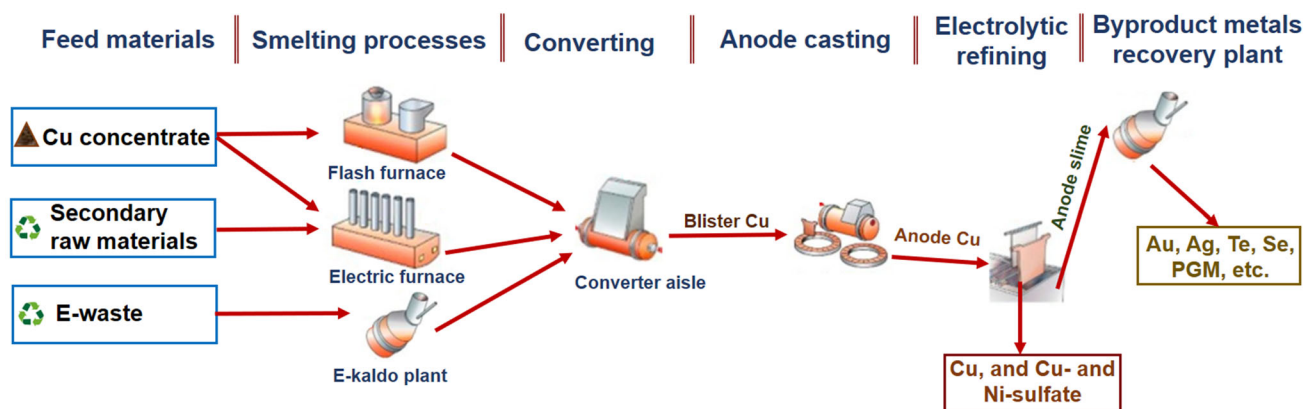 Feed materials
Smelting processes
Converting
Anode casting
Electrolytic
refining
Byproduct metals
recovery plant
Cu concentrate
Secondary
raw materials
E-waste
Flash furnace
Electric furnace
E-kaldo plant
Converter aisle
Blister Cu
Anode Cu
Anode slime
Au, Ag, Te, Se,
PGM, etc.
Cu, and Cu- and
Ni-sulfate